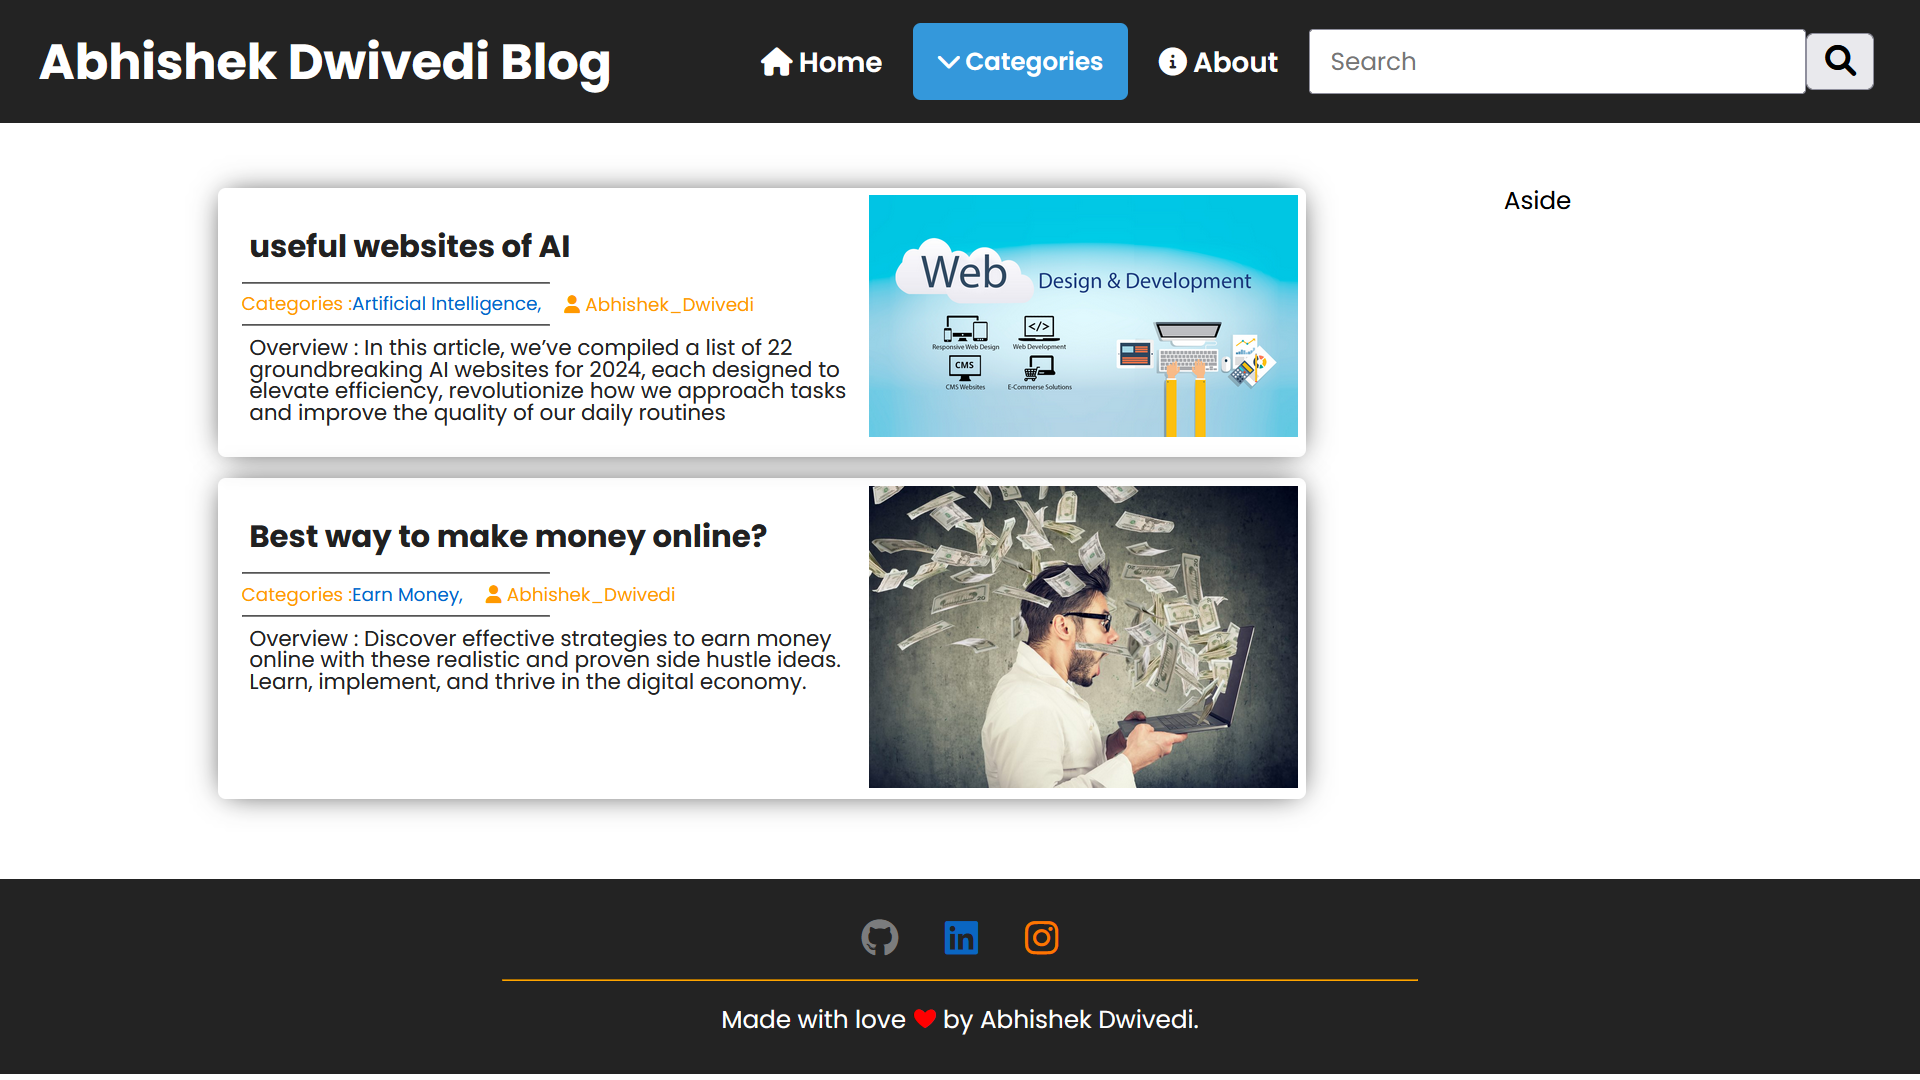 Abhishek Dwivedi Blog
Home
Categories
About
Search
useful websites of AI
Categories :Artificial Intelligence, Abhishek_Dwivedi
Overview : In this article, we’ve compiled a list of 22
groundbreaking AI websites for 2024, each designed to
elevate efficiency, revolutionize how we approach tasks
and improve the quality of our daily routines
Web
Design & Development
Responsive Web Design
</>
Web Development
CMS
CMS Websites
E-Commerse Solutions
Aside
Best way to make money online?
Categories :Earn Money, Abhishek_Dwivedi
Overview : Discover effective strategies to earn money
online with these realistic and proven side hustle ideas.
Learn, implement, and thrive in the digital economy.
in
Made with love ❤ by Abhishek Dwivedi.